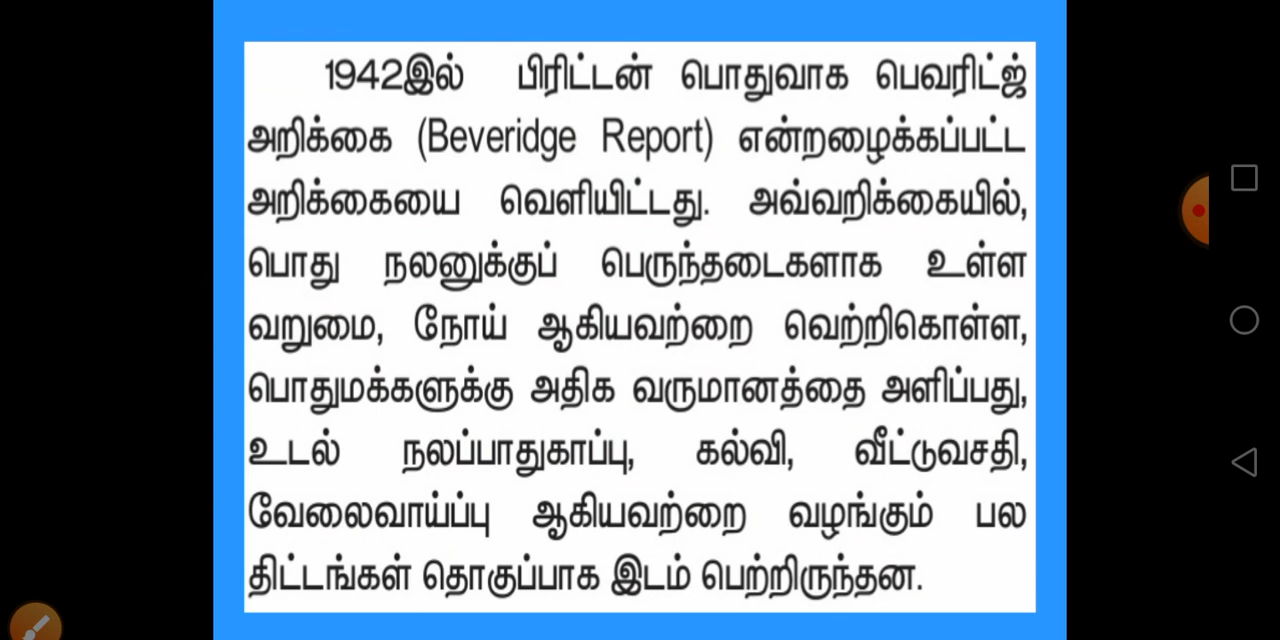 1942இல் பிரிட்டன் பொதுவாக பெவரிட்ஜ்
அறிக்கை (Beveridge Report) என்றழைக்கப்பட்ட
அறிக்கையை வெளியிட்டது. அவ்வறிக்கையில்,
பொது நலனுக்குப் பெருந்தடைகளாக உள்ள
வறுமை, நோய் ஆகியவற்றை வெற்றிகொள்ள,
பொதுமக்களுக்கு அதிக வருமானத்தை அளிப்பது,
உடல் நலப்பாதுகாப்பு, கல்வி, வீட்டுவசதி,
வேலைவாய்ப்பு ஆகியவற்றை வழங்கும் பல
திட்டங்கள் தொகுப்பாக இடம் பெற்றிருந்தன.